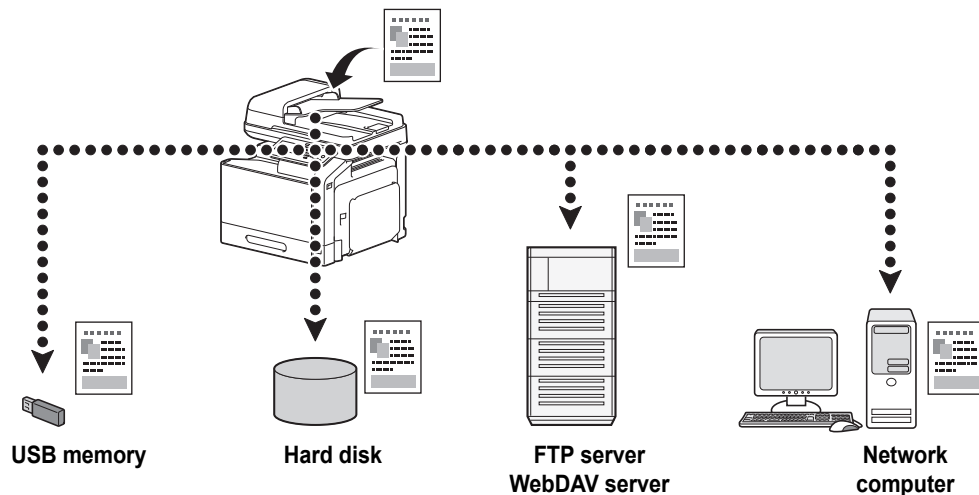 USB memory
Hard disk
FTP server
WebDAV server
Network
computer